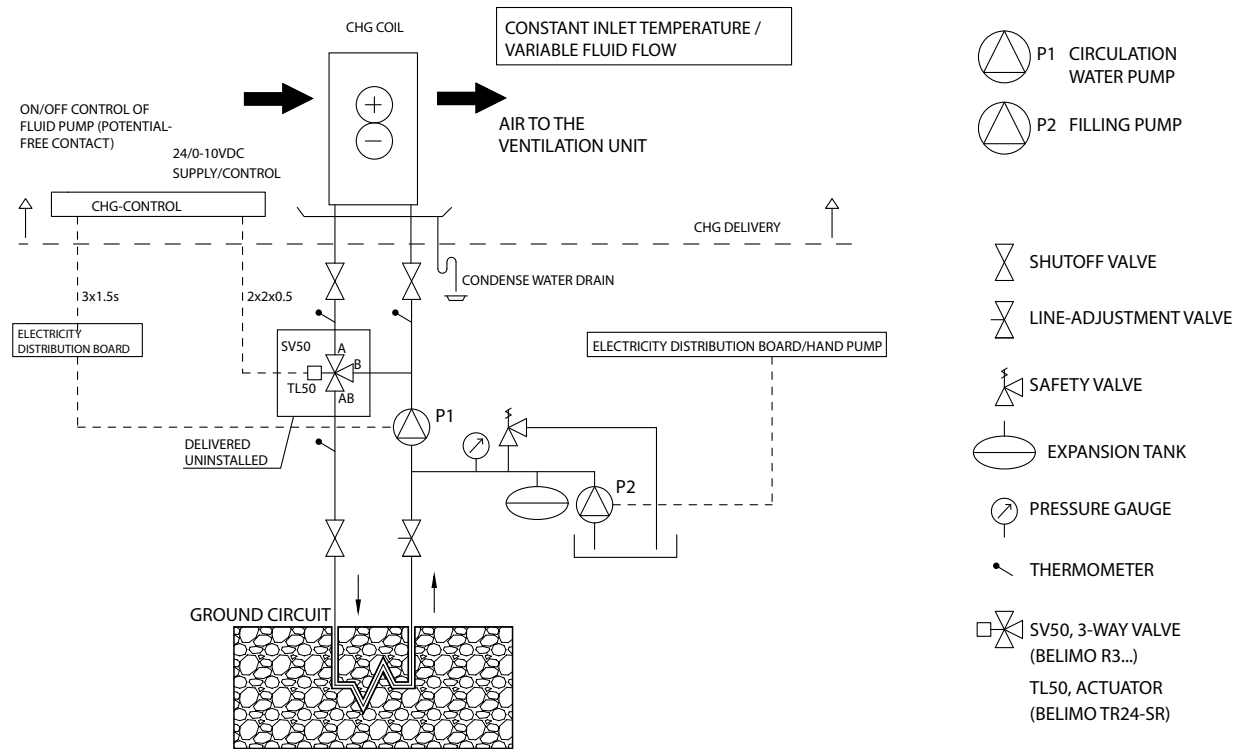 CHG COIL
CONSTANT INLET TEMPERATURE /
VARIABLE FLUID FLOW
ON/OFF CONTROL OF
FLUID PUMP (POTENTIAL-
FREE CONTACT)
24/0-10VDC
SUPPLY/CONTROL
AIR TO THE
VENTILATION UNIT
CHG-CONTROL
CHG DELIVERY
CONDENSE WATER DRAIN
3x1.5s
2x2x0.5
ELECTRICITY
DISTRIBUTION BOARD
SV50
A
B
TL50
AB
ELECTRICITY DISTRIBUTION BOARD/HAND PUMP
P1
DELIVERED
UNINSTALLED
P2
GROUND CIRCUIT
P1 CIRCULATION
WATER PUMP
P2 FILLING PUMP
SHUTOFF VALVE
LINE-ADJUSTMENT VALVE
SAFETY VALVE
EXPANSION TANK
PRESSURE GAUGE
THERMOMETER
SV50, 3-WAY VALVE
(BELIMO R3...)
TL50, ACTUATOR
(BELIMO TR24-SR)